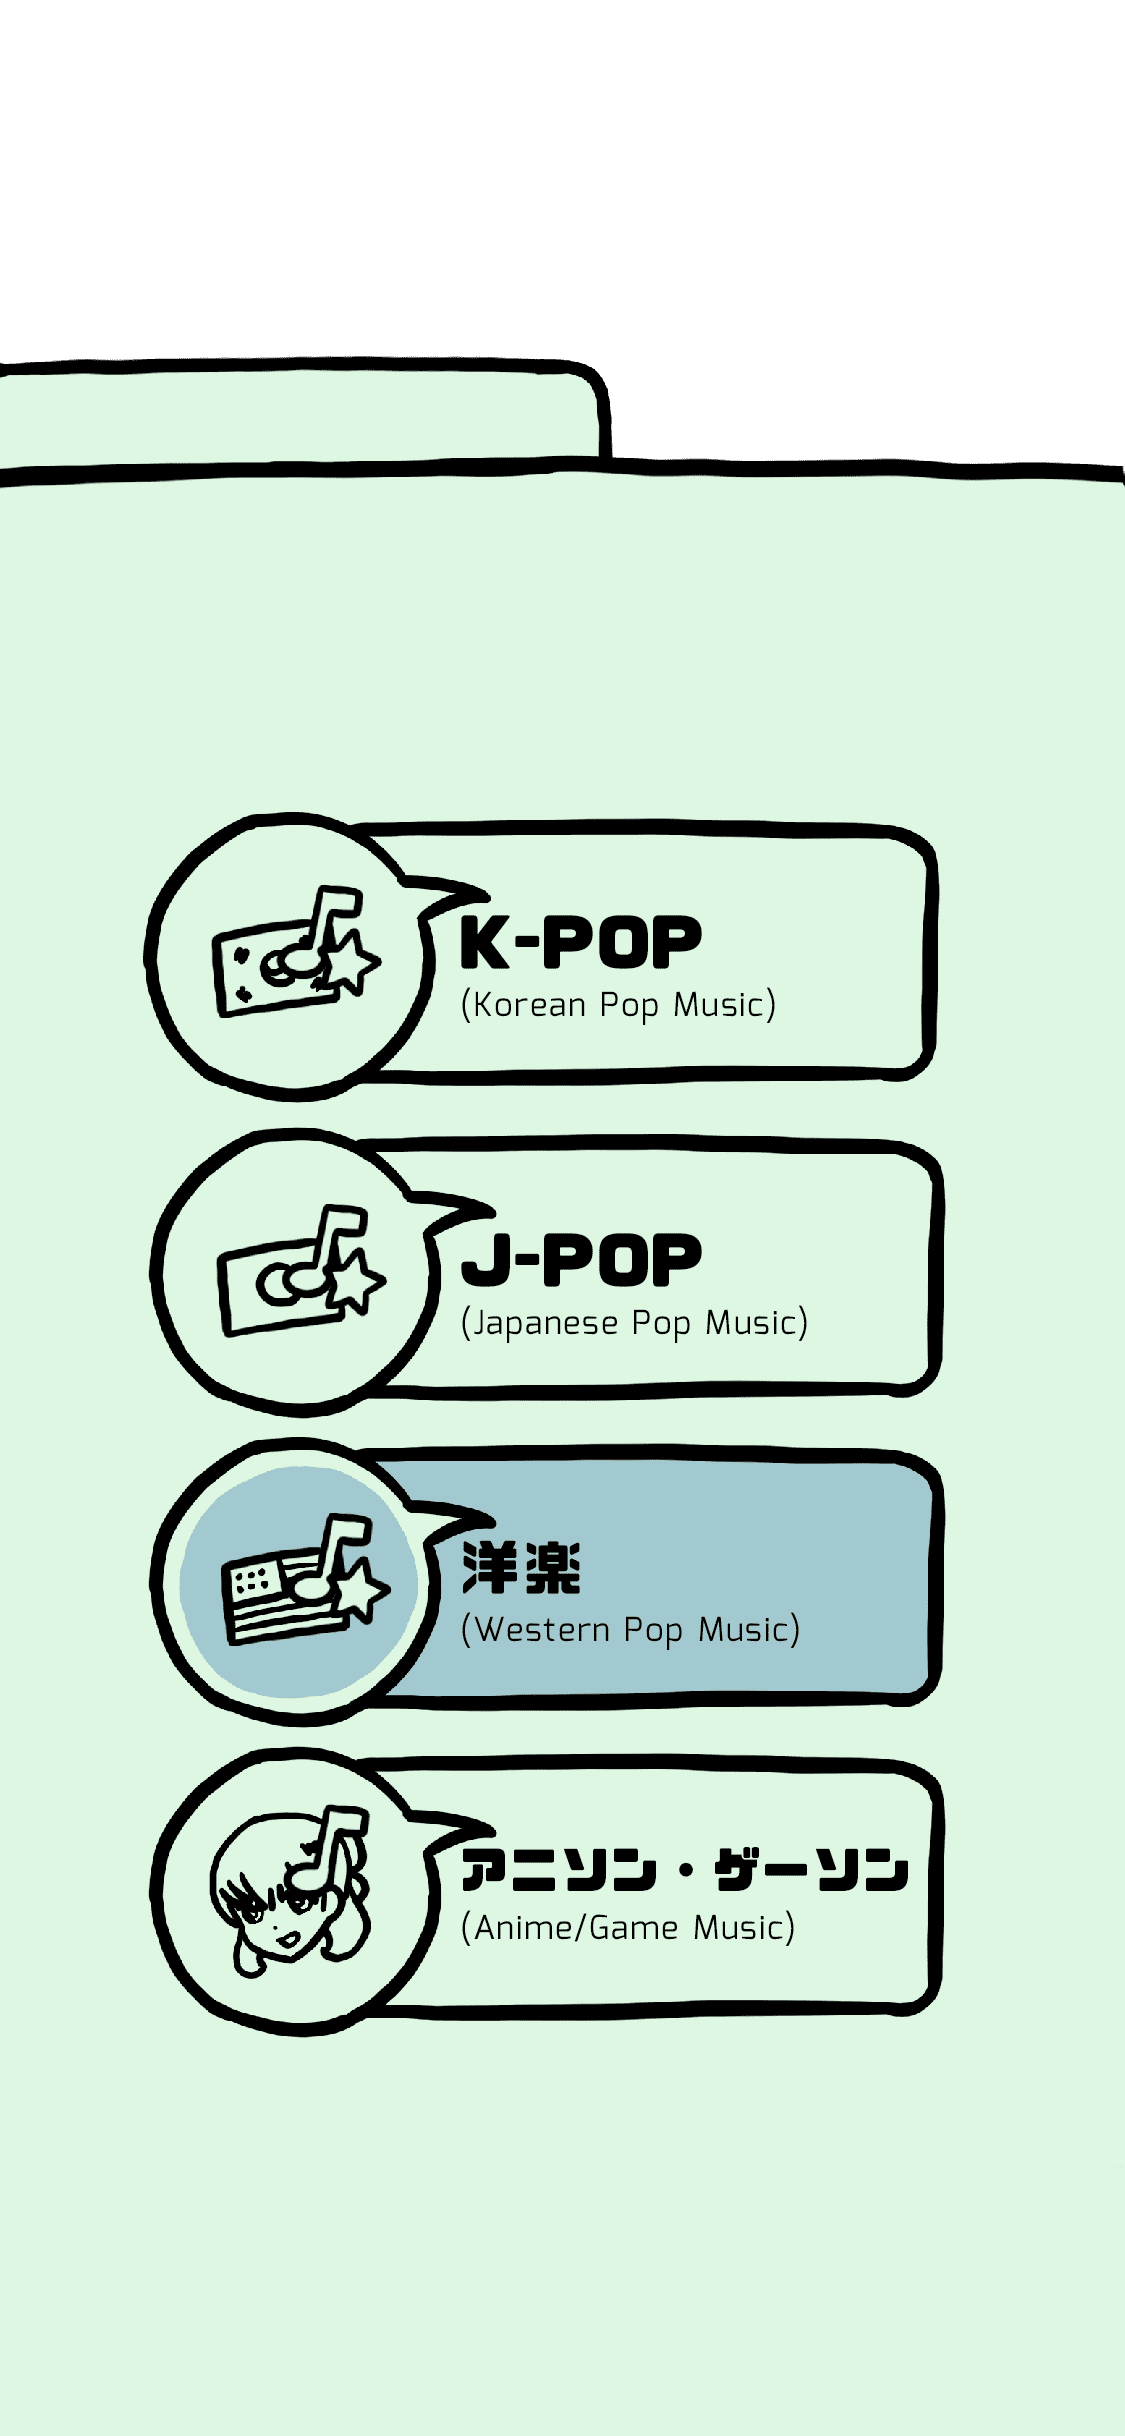 K-POP
(Korean Pop Music)
J-POP
(Japanese Pop Music)
洋楽
(Western Pop Music)
アニソン・ゲーソン
(Anime/Game Music)